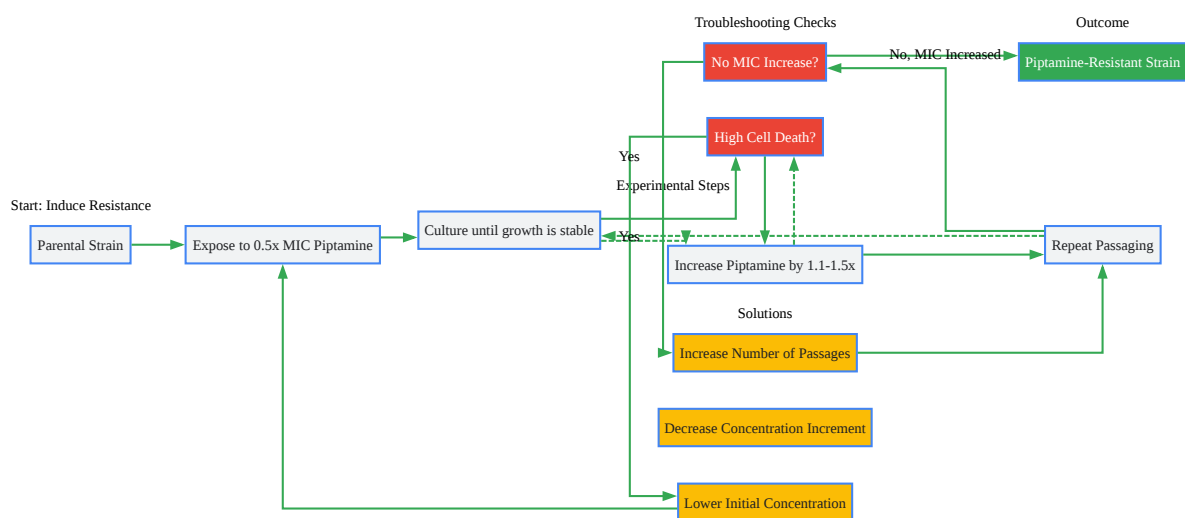 Troubleshooting Checks
Outcome
No MIC Increase?
No, MIC Increased
Piptamine-Resistant Strain
High Cell Death?
Yes
Experimental Steps
Start: Induce Resistance
Parental Strain
Expose to 0.5x MIC Piptamine
Culture until growth is stable
Yes
Increase Piptamine by 1.1-1.5x
Repeat Passaging
Solutions
Increase Number of Passages
Decrease Concentration Increment
Lower Initial Concentration